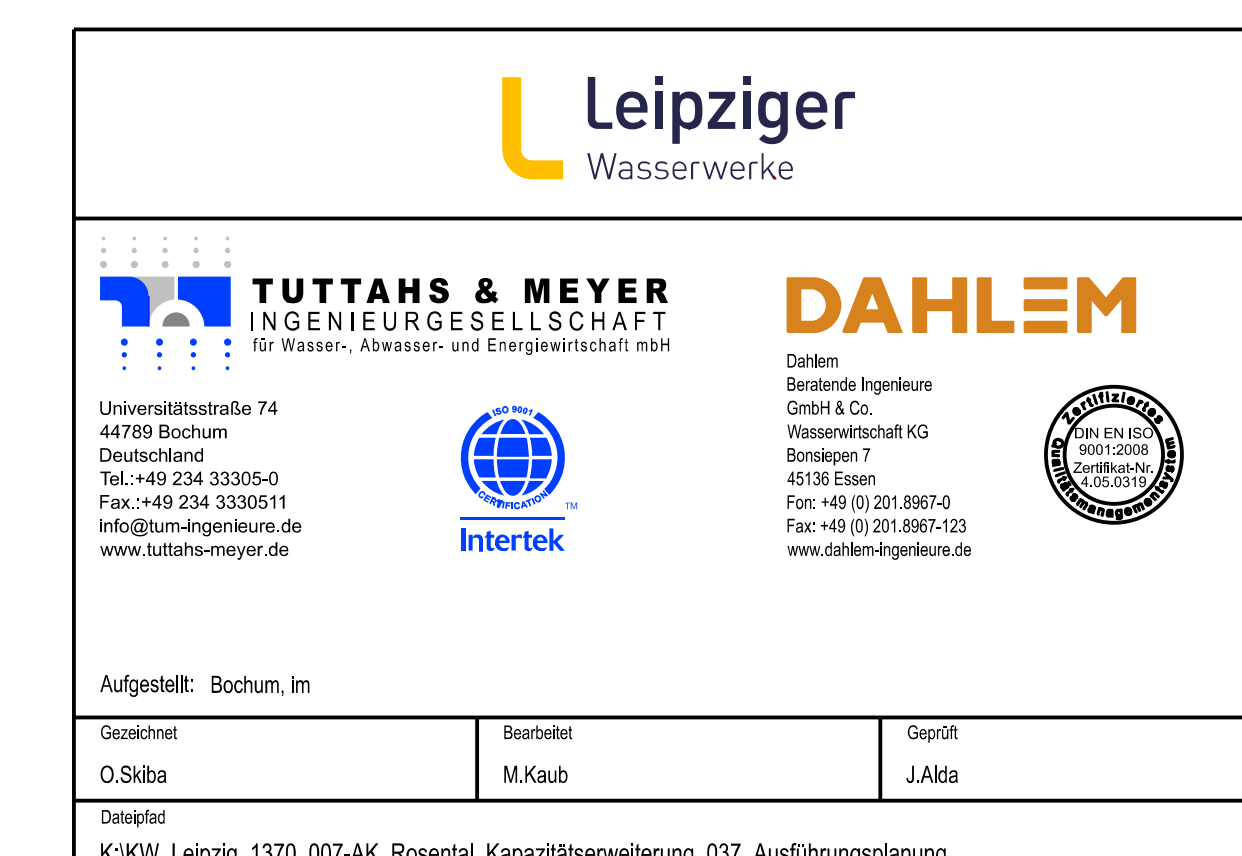 Leipziger
Wasserwerke
TUTTAHS & MEYER
INGENIEURGESELLSCHAFT
für Wasser-, Abwasser- und Energiewirtschaft mbH
Universitätsstraße 74
44789 Bochum
Deutschland
Tel.:+49 234 33305-0
Fax.:+49 234 3330511
info@tum-ingenieure.de
www.tuttahs-meyer.de
ISO 9001
CERTIFICATION
TM
Intertek
DAHLEM
Dahlem
Beratende Ingenieure
GmbH & Co.
Wasserwirtschaft KG
Bonsiepen 7
45136 Essen
Fon: +49 (0) 201.8967-0
Fax: +49 (0) 201.8967-123
www.dahlem-ingenieure.de
Zertifiziertes
DIN EN ISO
9001:2008
Zertifikat-Nr.
4.05.0319
Qualitätsmanagementsystem
Aufgestellt: Bochum, im
Gezeichnet
O.Skiba
Bearbeitet
M.Kaub
Geprüft
J.Alda
Dateipfad
K:\KW_Leipzig_1370_007-AK_Rosental_Kapazitätserweiterung_037_Ausführungsplanung